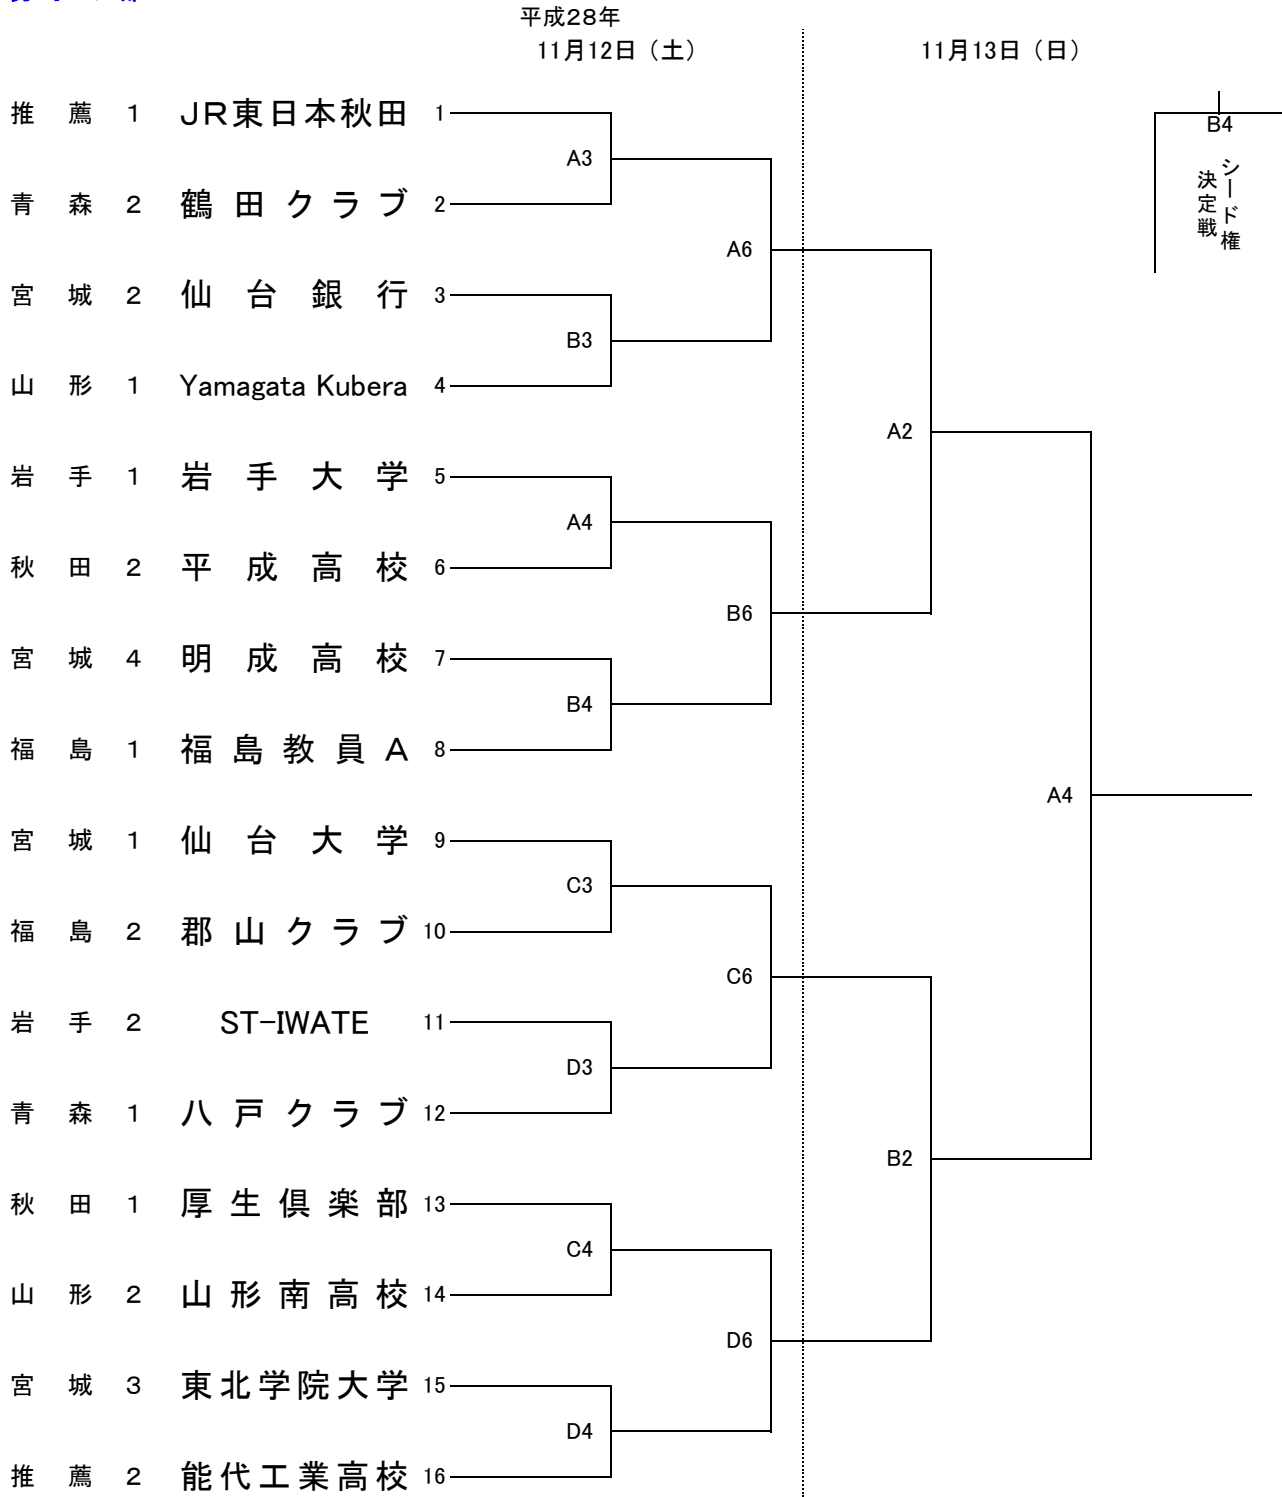 平成28年
11月12日（土）
11月13日（日）
推薦 1 JR東日本秋田 1
A3
青森 2 鶴田クラブ 2
A6
宮城 2 仙台銀行 3
B3
山形 1 Yamagata Kubera 4
A2
岩手 1 岩手大学 5
A4
秋田 2 平成高校 6
B6
宮城 4 明成高校 7
B4
福島 1 福島教員A 8
A4
宮城 1 仙台大学 9
C3
福島 2 郡山クラブ 10
C6
岩手 2 ST-IWATE 11
D3
青森 1 八戸クラブ 12
B2
秋田 1 厚生倶楽部 13
C4
山形 2 山形南高校 14
D6
宮城 3 東北学院大学 15
D4
推薦 2 能代工業高校 16
B4
シード権
決定戦